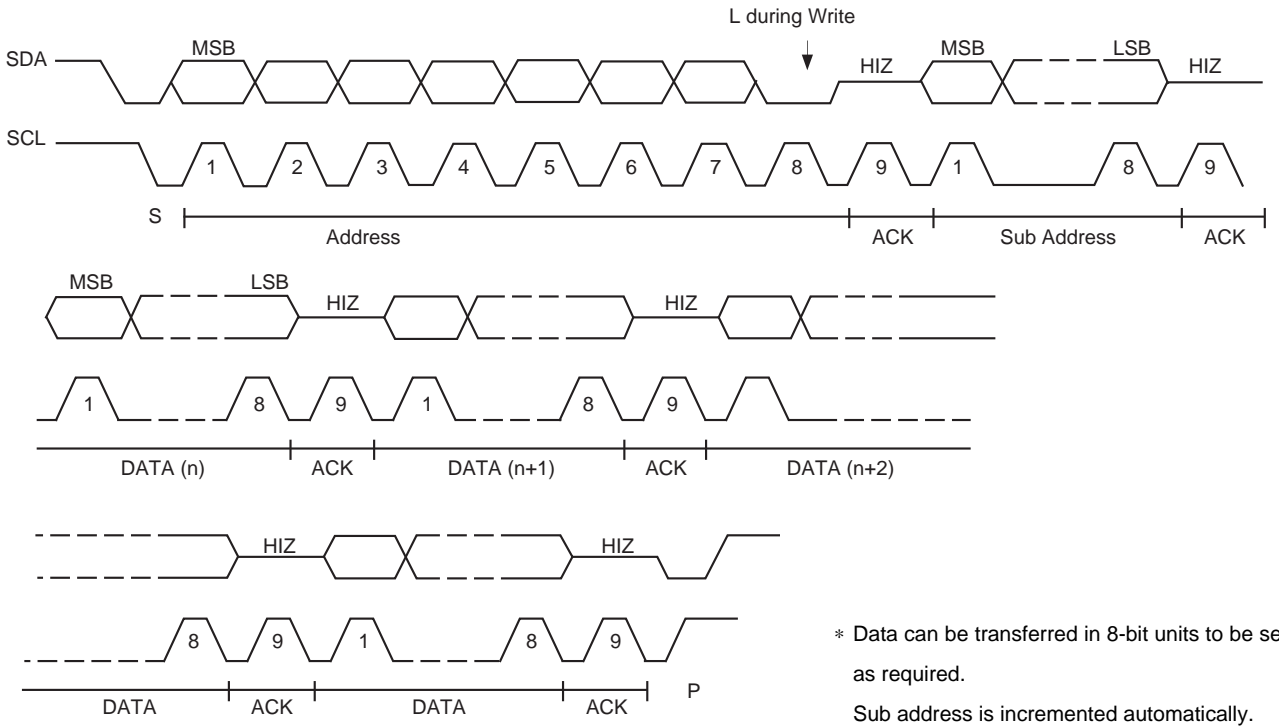 L during Write
SDA MSB HIZ MSB LSB HIZ
SCL 1 2 3 4 5 6 7 8 9 1 8 9
S Address ACK Sub Address ACK
MSB LSB HIZ HIZ
1 8 9 1 8 9
DATA (n) ACK DATA (n+1) ACK DATA (n+2)
HIZ HIZ
8 9 1 8 9
DATA ACK DATA ACK P
* Data can be transferred in 8-bit units to be
as required.
Sub address is incremented automatically.